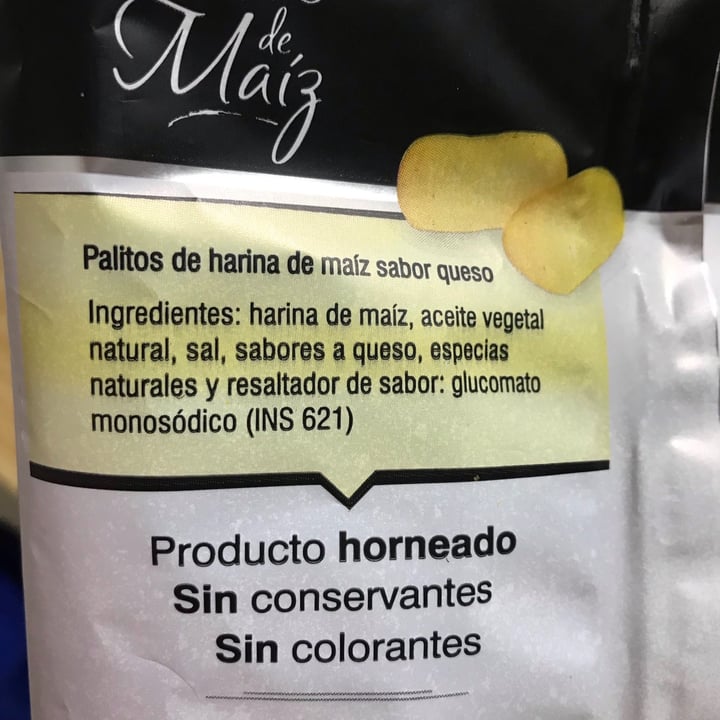 de
Maíz
Palitos de harina de maíz sabor queso
Ingredientes: harina de maíz, aceite vegetal
natural, sal, sabores a queso, especias
naturales y resaltador de sabor: glucomato
monosódico (INS 621)
Producto horneado
Sin conservantes
Sin colorantes